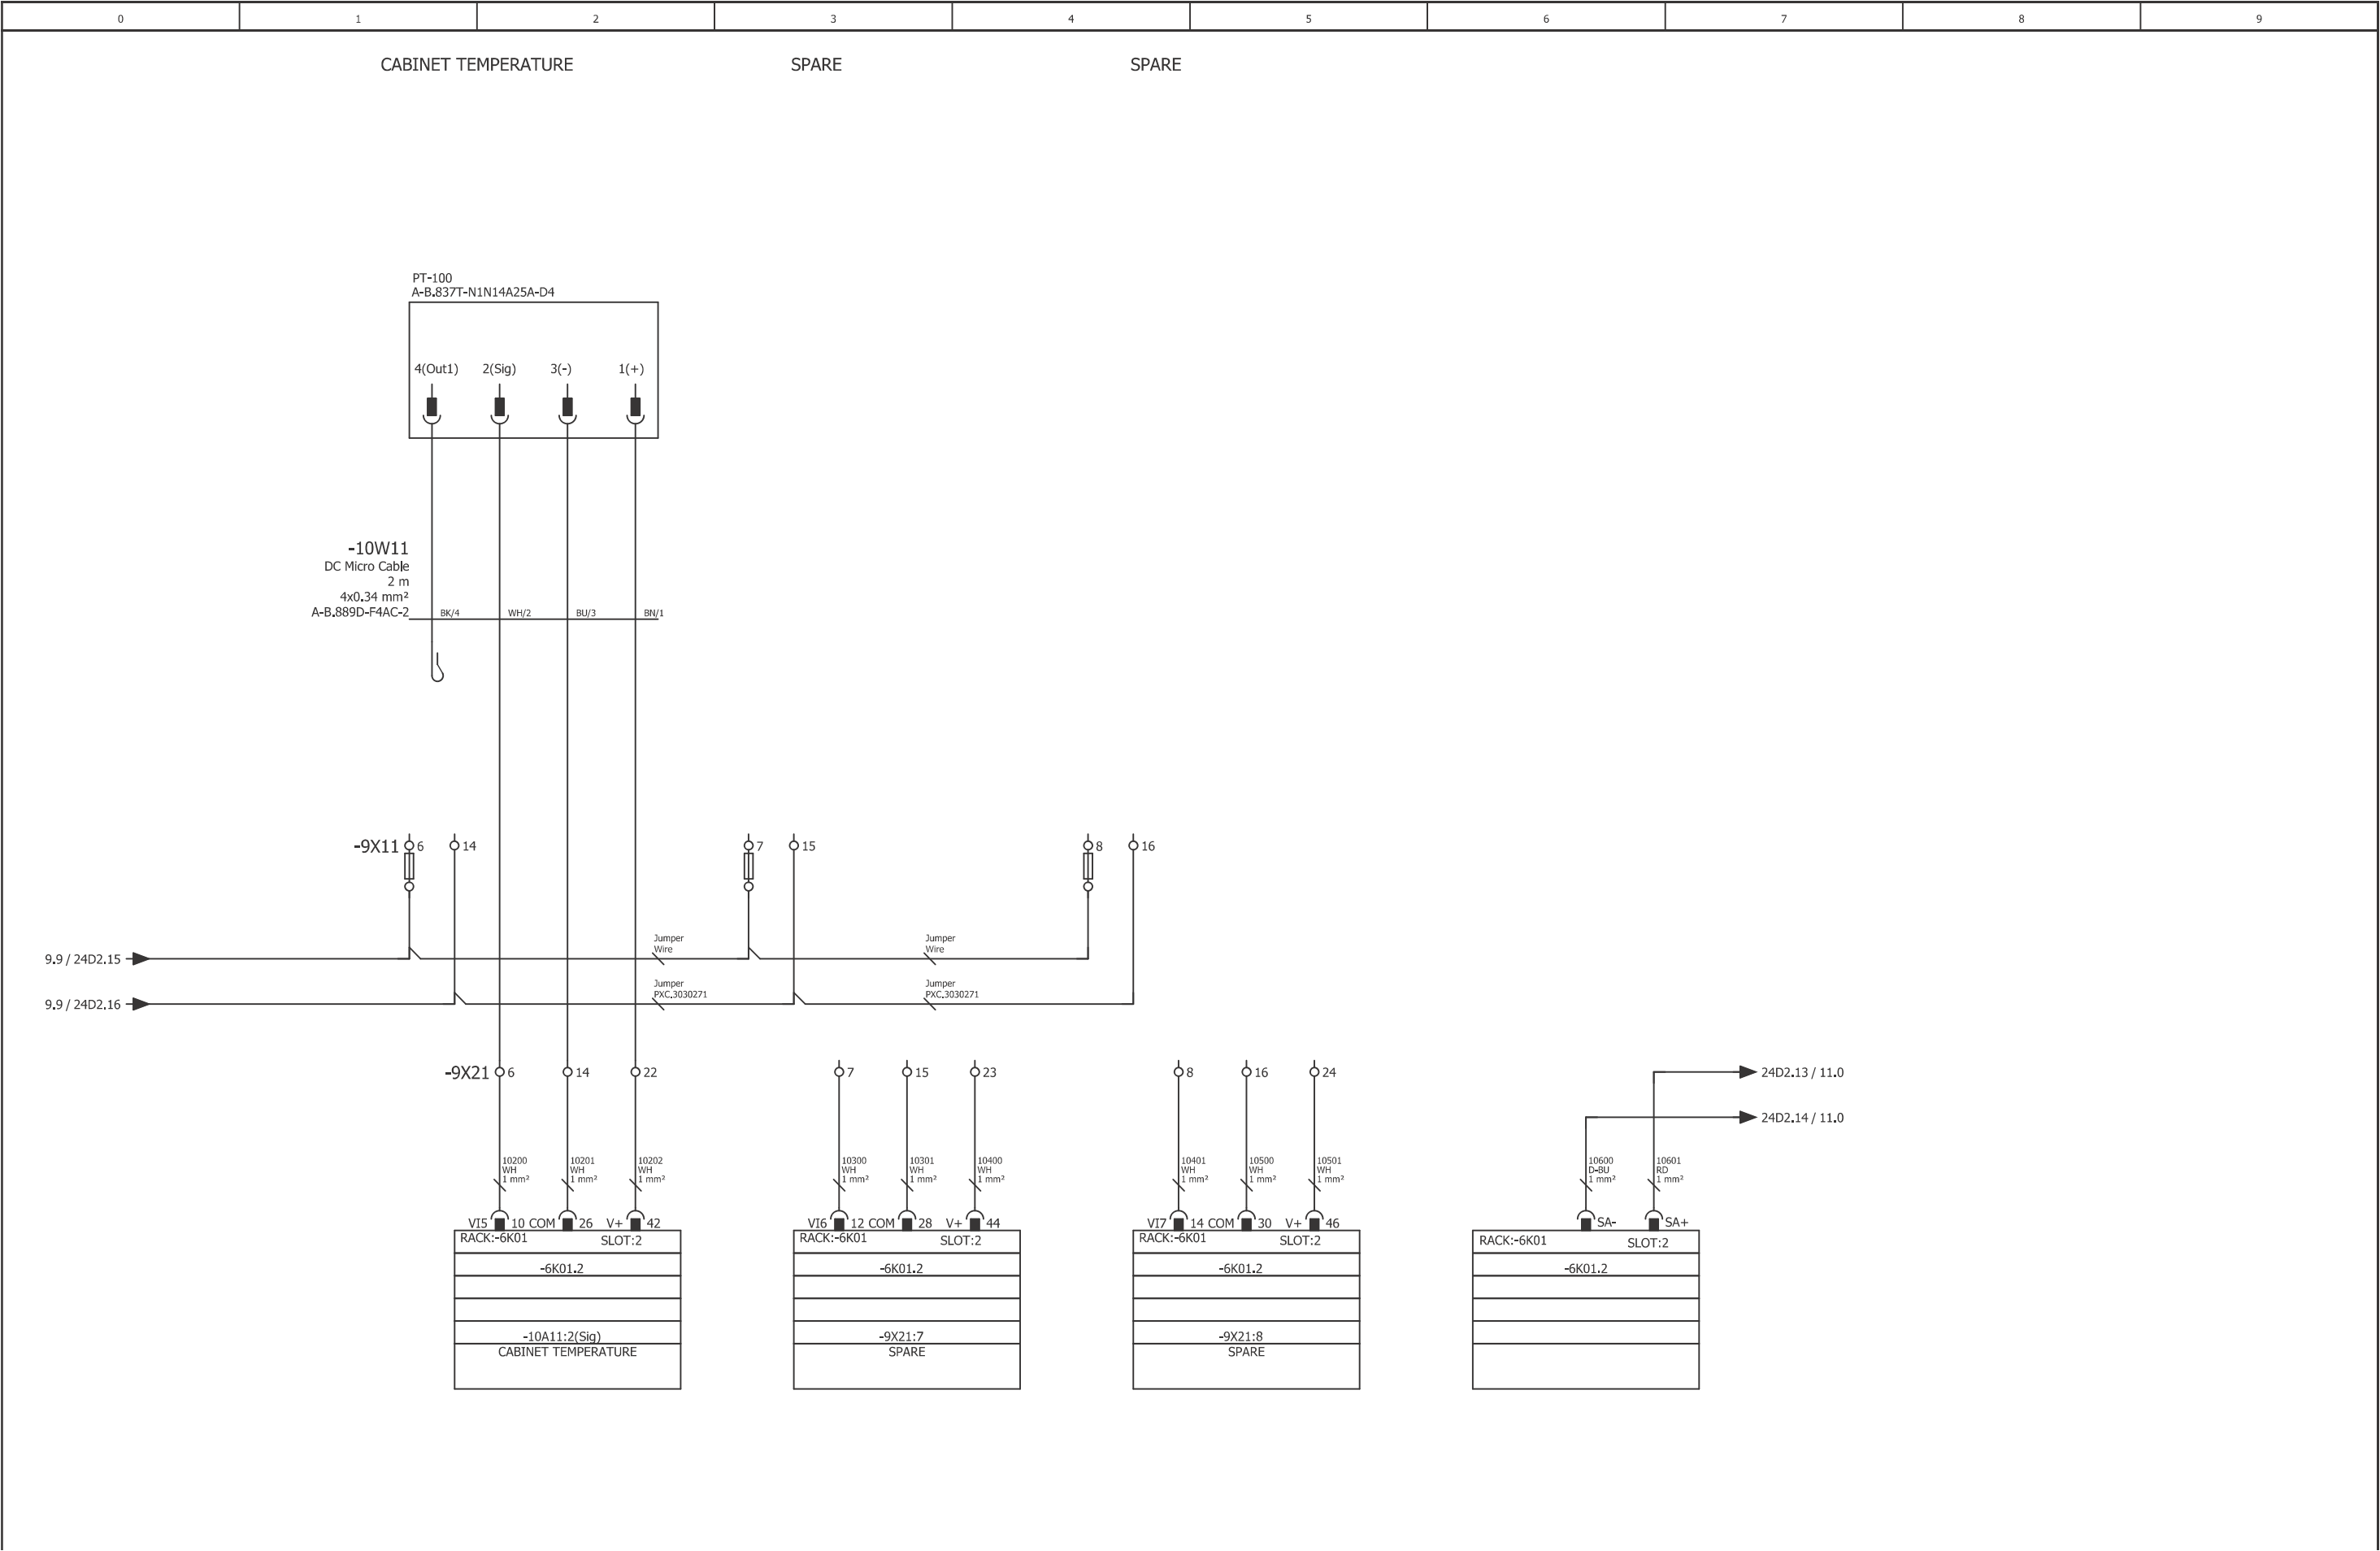 0 1 2 3 4 5 6 7 8 9
CABINET TEMPERATURE SPARE SPARE
PT-100
A-B.837T-N1N14A25A-D4
4(Out1) 2(Sig) 3(-) 1(+)
-10W11
DC Micro Cable
2 m
4x0.34 mm²
A-B.889D-F4AC-2 BK/4 WH/2 BU/3 BN/1
-9X11 6 14 7 15 8 16
Jumper Jumper
Wire Wire
9.9 / 24D2.15
Jumper Jumper
PXC.3030271 PXC.3030271
9.9 / 24D2.16
-9X21 6 14 22 7 15 23 8 16 24 24D2.13 / 11.0
24D2.14 / 11.0
10200 10201 10202 10300 10301 10400 10401 10500 10501 10600 10601
WH WH WH WH WH WH WH WH WH D-BU RD
1 mm² 1 mm² 1 mm² 1 mm² 1 mm² 1 mm² 1 mm² 1 mm² 1 mm² 1 mm² 1 mm²
VI5 10 COM 26 V+ 42 VI6 12 COM 28 V+ 44 VI7 14 COM 30 V+ 46 SA- SA+
RACK:-6K01 SLOT:2 RACK:-6K01 SLOT:2 RACK:-6K01 SLOT:2 RACK:-6K01 SLOT:2
-6K01.2 -6K01.2 -6K01.2 -6K01.2
-10A11:2(Sig) -9X21:7 -9X21:8
CABINET TEMPERATURE SPARE SPARE